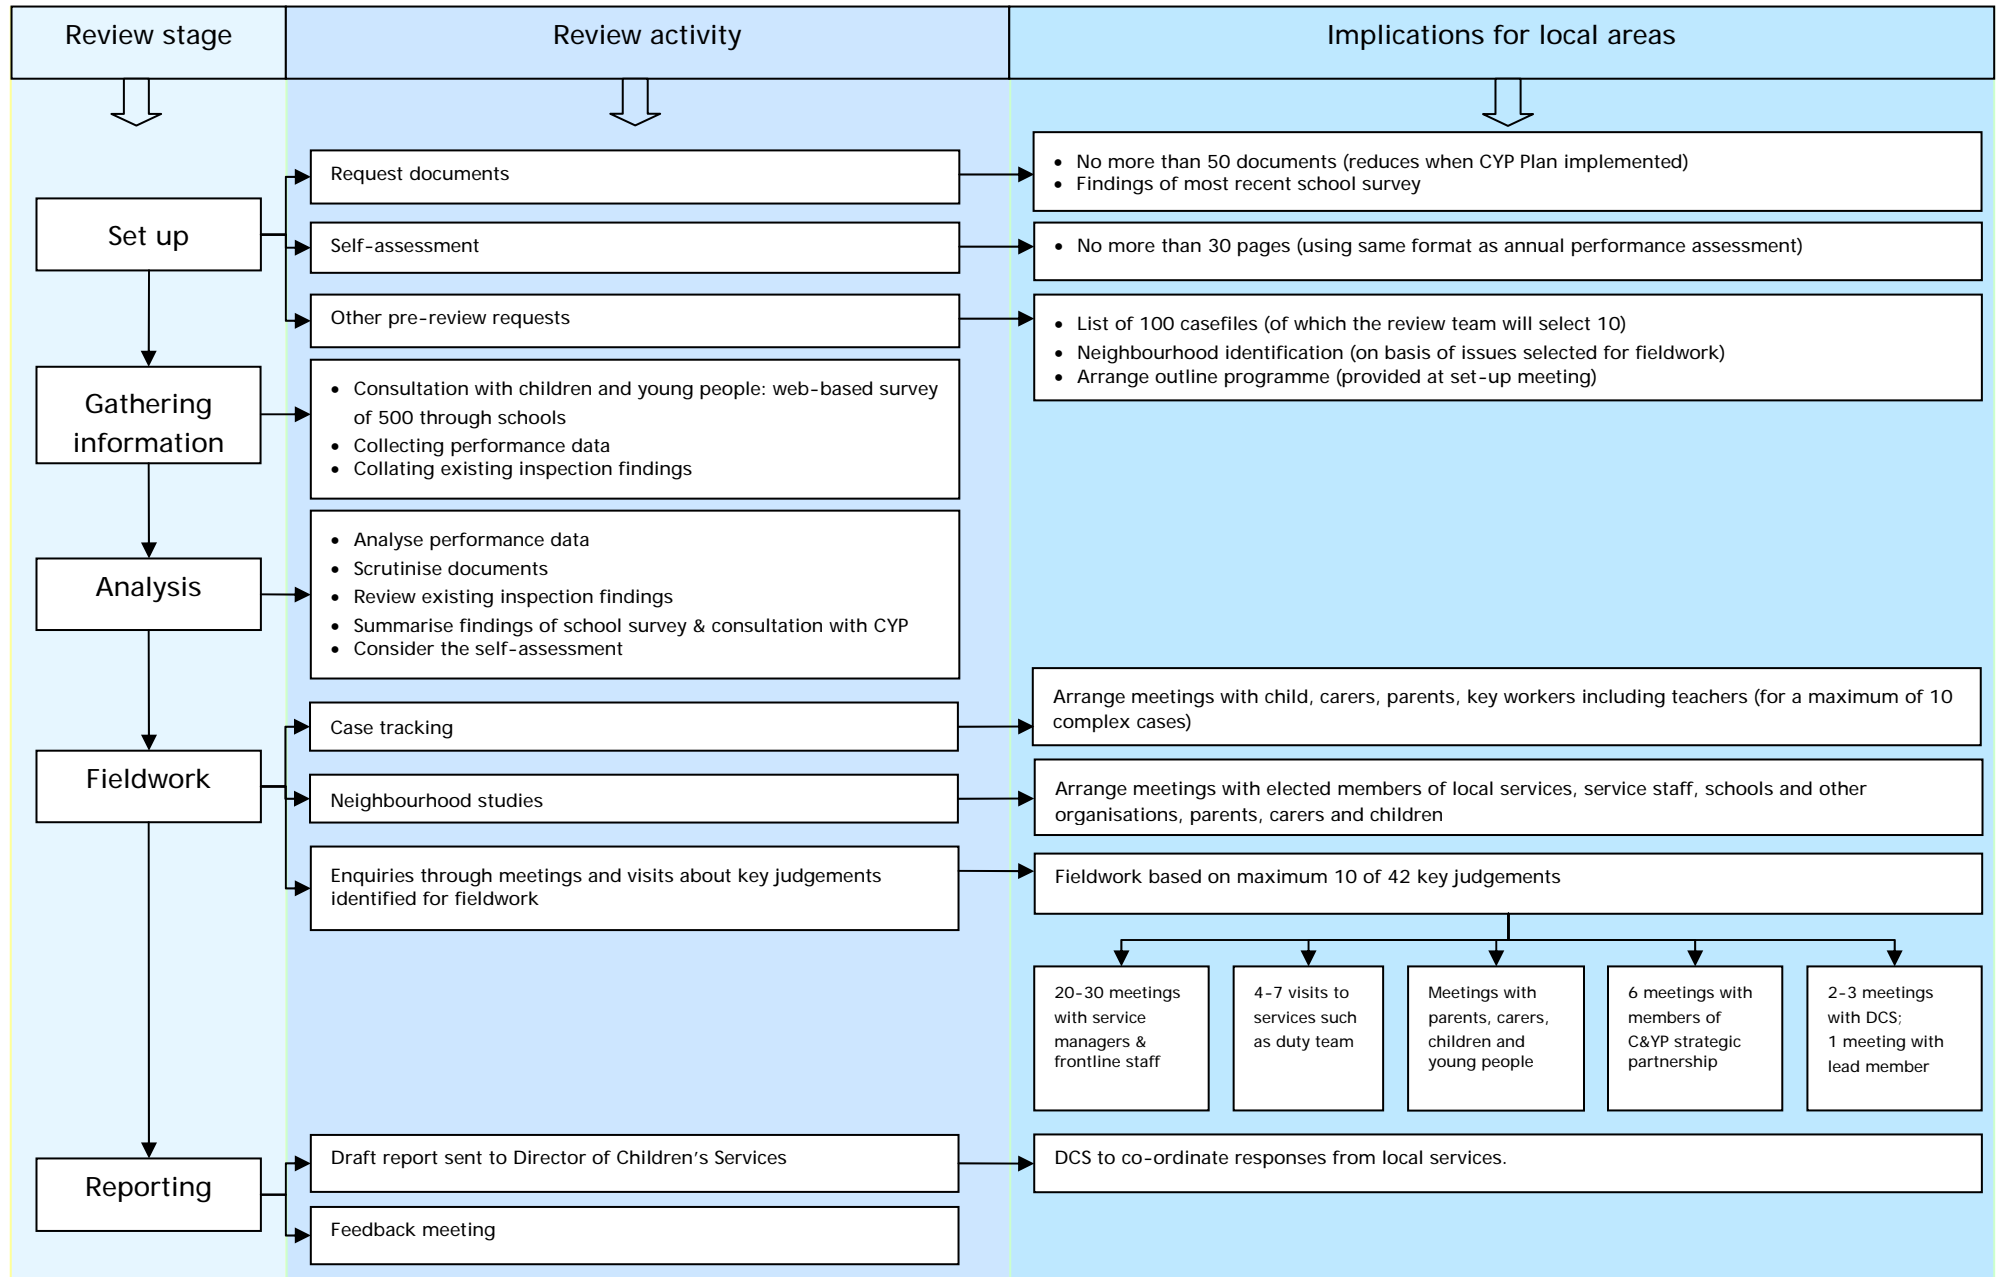 Review stage
Review activity
Implications for local areas
Set up
Request documents
• No more than 50 documents (reduces when CYP Plan implemented)
• Findings of most recent school survey
Self-assessment
• No more than 30 pages (using same format as annual performance assessment)
Other pre-review requests
• List of 100 casefiles (of which the review team will select 10)
• Neighbourhood identification (on basis of issues selected for fieldwork)
• Arrange outline programme (provided at set-up meeting)
Gathering
information
• Consultation with children and young people: web-based survey
of 500 through schools
• Collecting performance data
• Collating existing inspection findings
Analysis
• Analyse performance data
• Scrutinise documents
• Review existing inspection findings
• Summarise findings of school survey & consultation with CYP
• Consider the self-assessment
Fieldwork
Case tracking
Arrange meetings with child, carers, parents, key workers including teachers (for a maximum of 10
complex cases)
Neighbourhood studies
Arrange meetings with elected members of local services, service staff, schools and other
organisations, parents, carers and children
Enquiries through meetings and visits about key judgements
identified for fieldwork
Fieldwork based on maximum 10 of 42 key judgements
20-30 meetings
with service
managers &
frontline staff
4-7 visits to
services such
as duty team
Meetings with
parents, carers,
children and
young people
6 meetings with
members of
C&YP strategic
partnership
2-3 meetings
with DCS;
1 meeting with
lead member
Reporting
Draft report sent to Director of Children's Services
DCS to co-ordinate responses from local services.
Feedback meeting